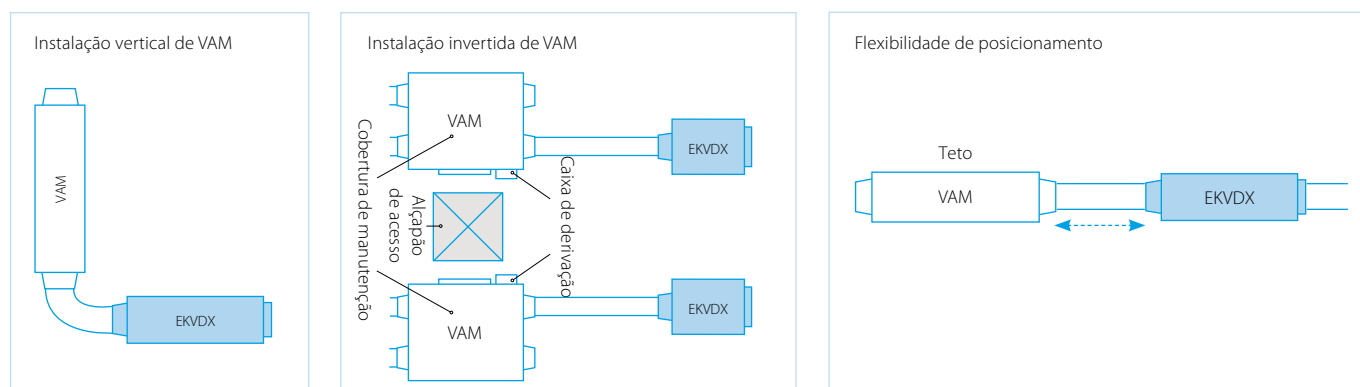 Instalação vertical de VAM
VAM
EKVDX
Instalação invertida de VAM
VAM
EKVDX
Cobertura de manutenção
Alçapão
de acesso
Caixa de derivação
VAM
EKVDX
Flexibilidade de posicionamento
Teto
VAM
EKVDX